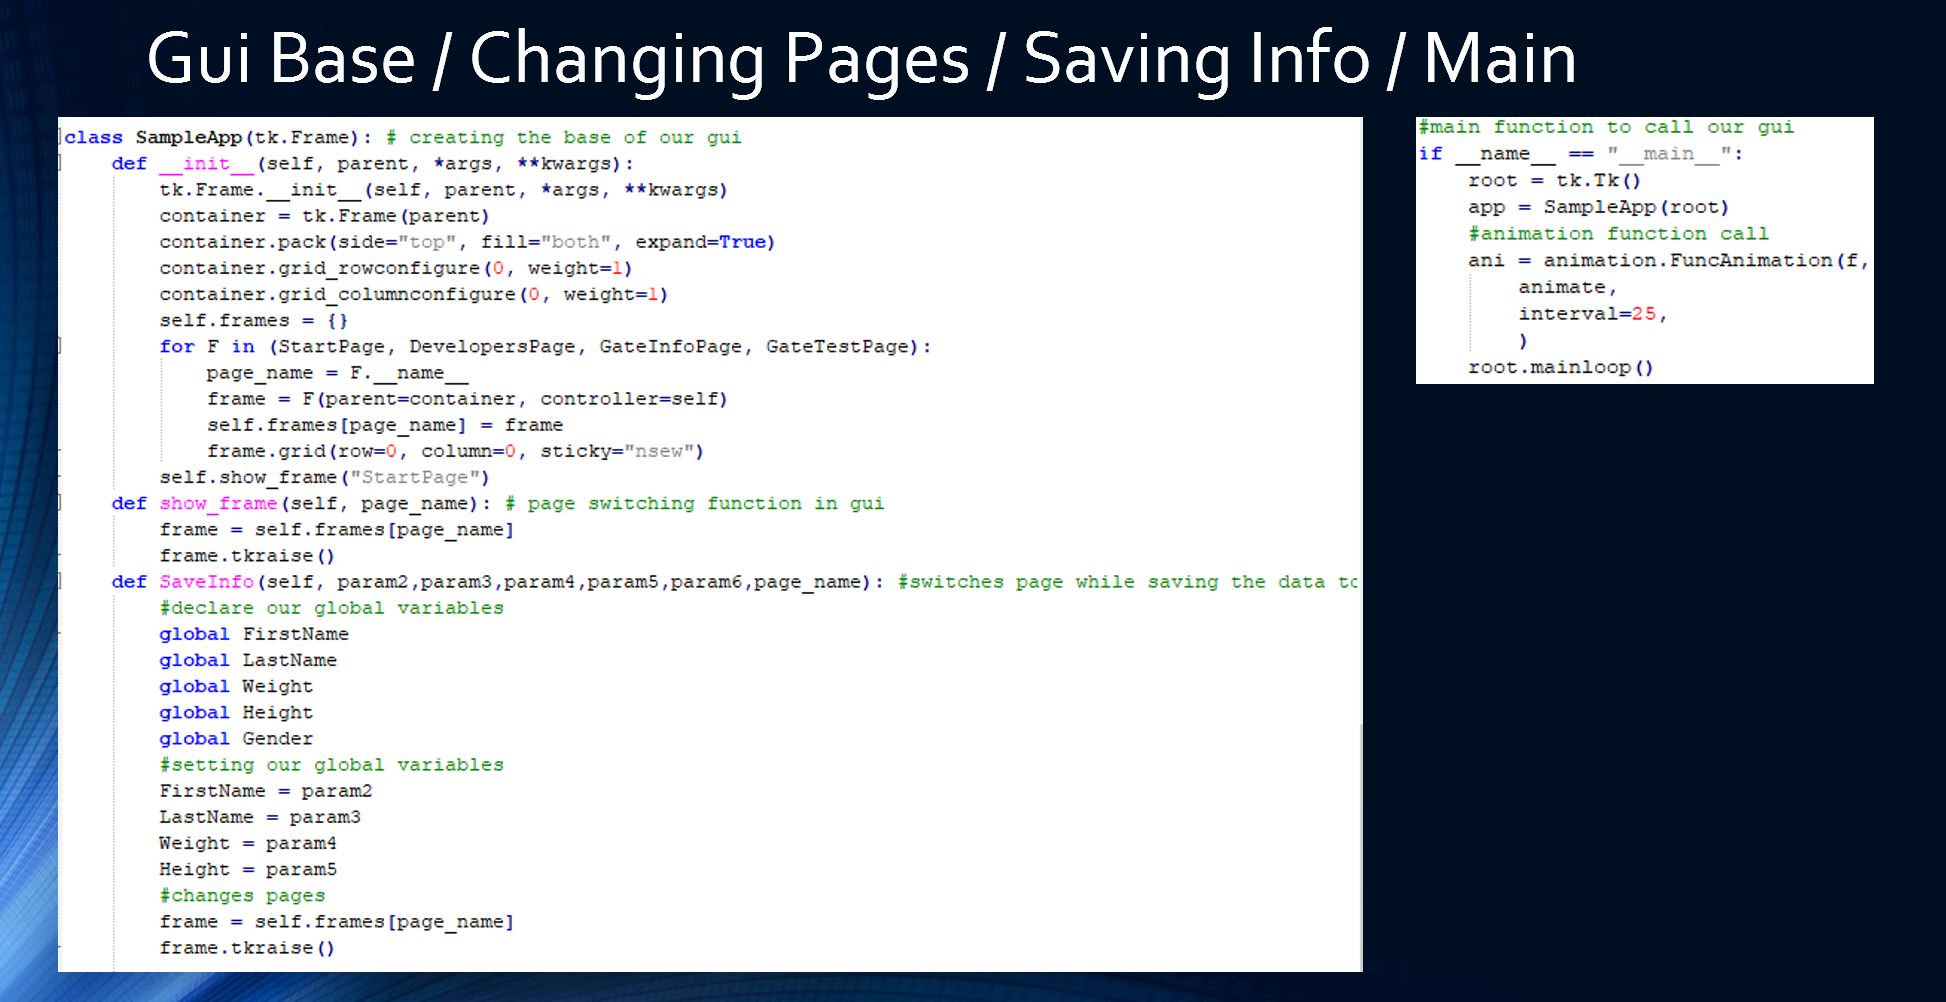 Gui Base / Changing Pages / Saving Info / Main
class SampleApp(tk.Frame): # creating the base of our gui
    def __init__(self, parent, *args, **kwargs):
        tk.Frame.__init__(self, parent, *args, **kwargs)
        container = tk.Frame(parent)
        container.pack(side="top", fill="both", expand=True)
        container.grid_rowconfigure(0, weight=1)
        container.grid_columnconfigure(0, weight=1)
        self.frames = {}
        for F in (StartPage, DevelopersPage, GateInfoPage, GateTestPage):
            page_name = F.__name__
            frame = F(parent=container, controller=self)
            self.frames[page_name] = frame
            frame.grid(row=0, column=0, sticky="nsew")
        self.show_frame("StartPage")
    def show_frame(self, page_name): # page switching function in gui
        frame = self.frames[page_name]
        frame.tkraise()
    def SaveInfo(self, param2,param3,param4,param5,param6,page_name): #switches page while saving the data to
        #declare our global variables
        global FirstName
        global LastName
        global Weight
        global Height
        global Gender
        #setting our global variables
        FirstName = param2
        LastName = param3
        Weight = param4
        Height = param5
        #changes pages
        frame = self.frames[page_name]
        frame.tkraise()
#main function to call our gui
if __name__ == "__main__":
    root = tk.Tk()
    app = SampleApp(root)
    #animation function call
    ani = animation.FuncAnimation(f,
        animate,
        interval=25,
        )
    root.mainloop()